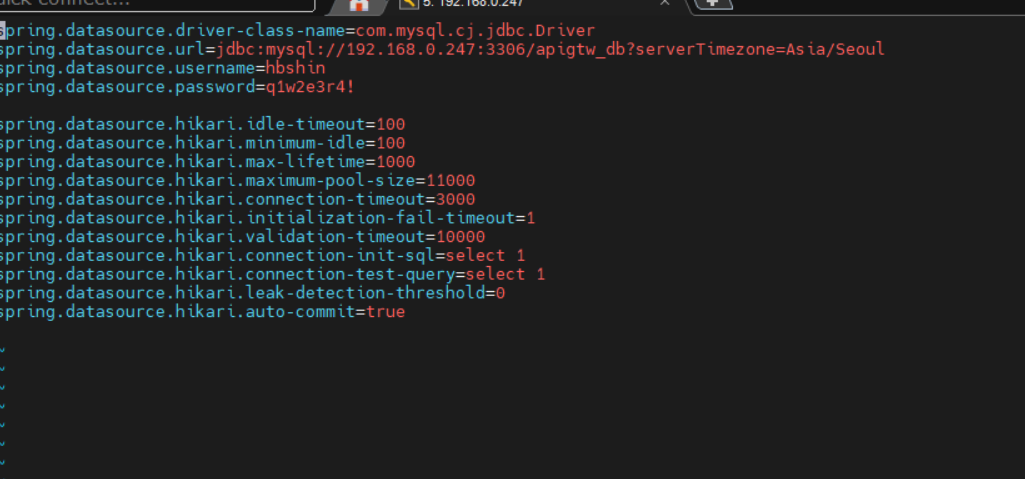 5. 192.168.0.247
spring.datasource.driver-class-name=com.mysql.cj.jdbc.Driver
spring.datasource.url=jdbc:mysql://192.168.0.247:3306/apigtw_db?serverTimezone=Asia/Seoul
spring.datasource.username=hbshin
spring.datasource.password=q1w2e3r4!
spring.datasource.hikari.idle-timeout=100
spring.datasource.hikari.minimum-idle=100
spring.datasource.hikari.max-lifetime=1000
spring.datasource.hikari.maximum-pool-size=11000
spring.datasource.hikari.connection-timeout=3000
spring.datasource.hikari.initialization-fail-timeout=1
spring.datasource.hikari.validation-timeout=10000
spring.datasource.hikari.connection-init-sql=select 1
spring.datasource.hikari.connection-test-query=select 1
spring.datasource.hikari.leak-detection-threshold=0
spring.datasource.hikari.auto-commit=true
~
~
~
~
~
~
~